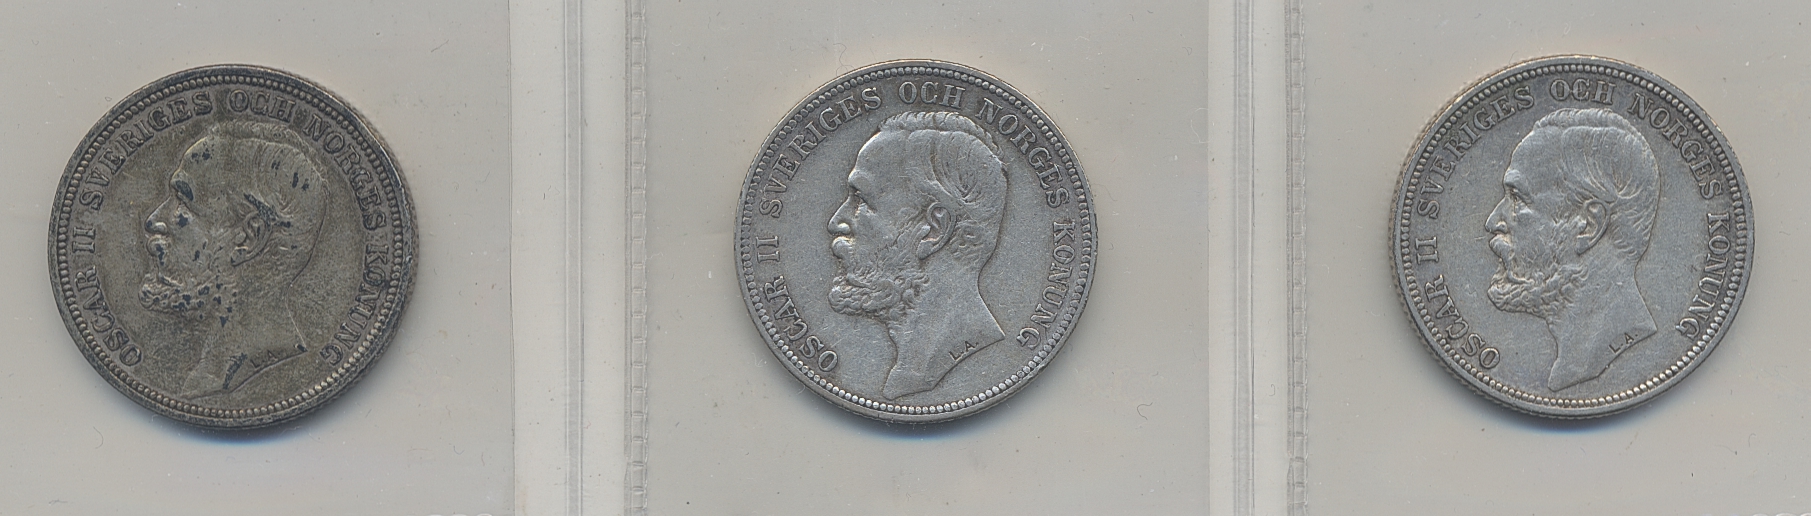 OSCAR II SVERIGES OCH NORGES KONUNG
L.A.
OSCAR II SVERIGES OCH NORGES KONUNG
L.A.
OSCAR II SVERIGES OCH NORGES KONUNG
L.A.